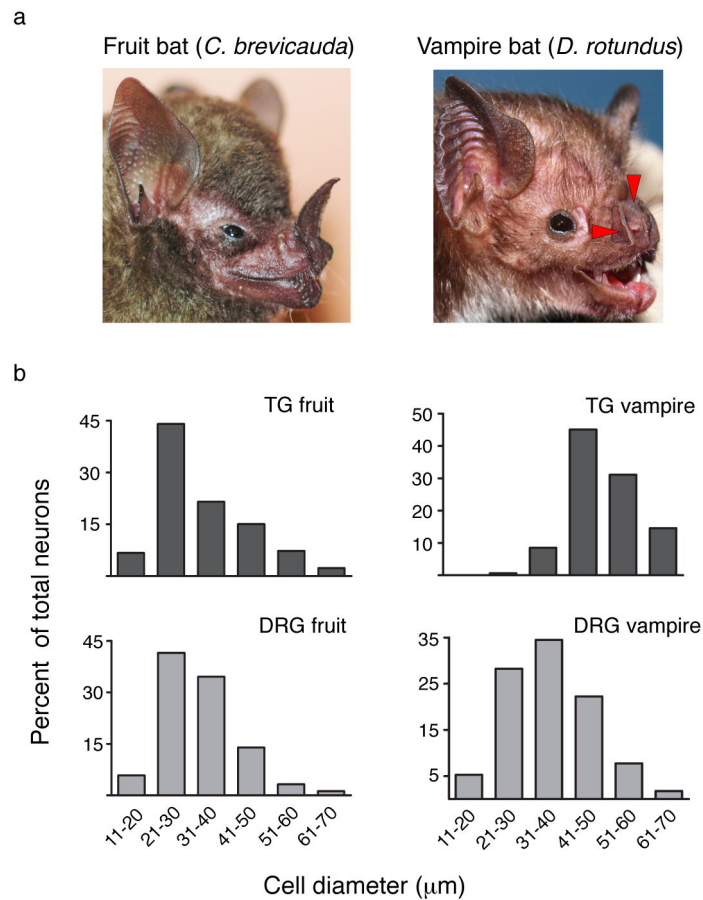 a
Fruit bat (C. brevicauda)
Vampire bat (D. rotundus)
b
Percent of total neurons
TG fruit
45
30
15
TG vampire
50
40
30
20
10
DRG fruit
45
30
15
11-20
21-30
31-40
41-50
51-60
61-70
DRG vampire
35
25
15
5
11-20
21-30
31-40
41-50
51-60
61-70
Cell diameter (μm)